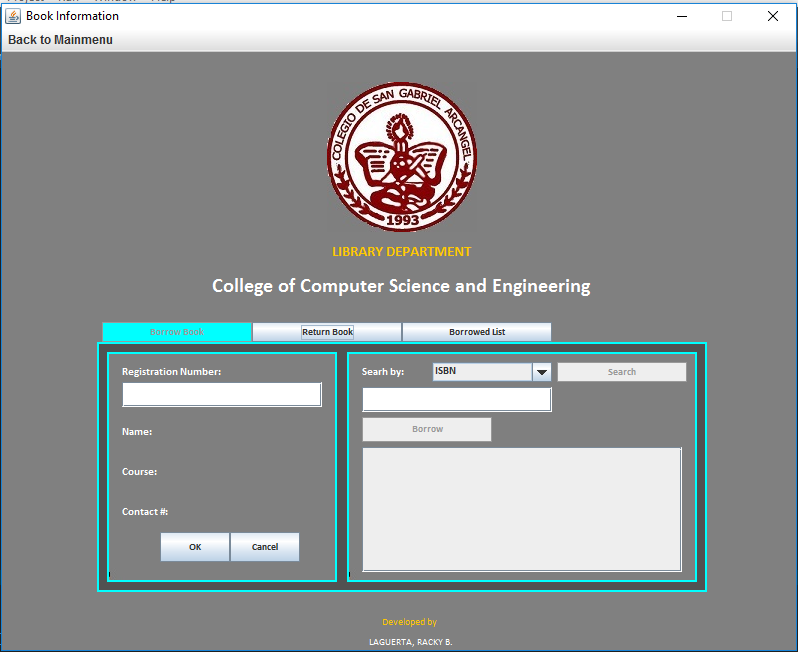 Book Information
Back to Mainmenu
COLEGIO DE SAN GABRIEL ARCANGEL
1993
LIBRARY DEPARTMENT
College of Computer Science and Engineering
Borrow Book Return Book Borrowed List
Registration Number:
Searh by: ISBN Search
Borrow
Name:
Course:
Contact #:
OK Cancel
Developed by
LAGUERTA, RACKY B.